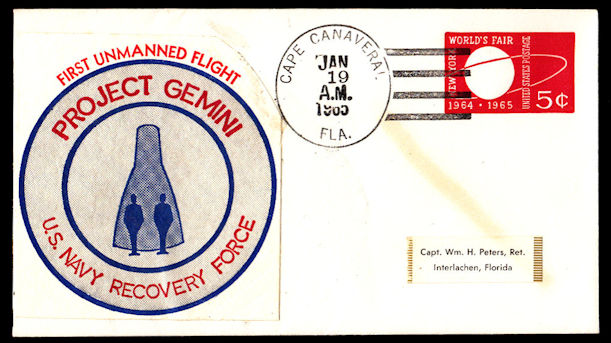 FIRST UNMANNED FLIGHT
PROJECT GEMINI
U.S. NAVY RECOVERY FORCE
CAPE CANAVERAL
JAN
19
A.M.
1965
FLA.
WORLD'S FAIR
NEW YORK
UNITED STATES POSTAGE
1964 • 1965
5¢
Capt. Wm. H. Peters, Ret.
Interlachen, Florida